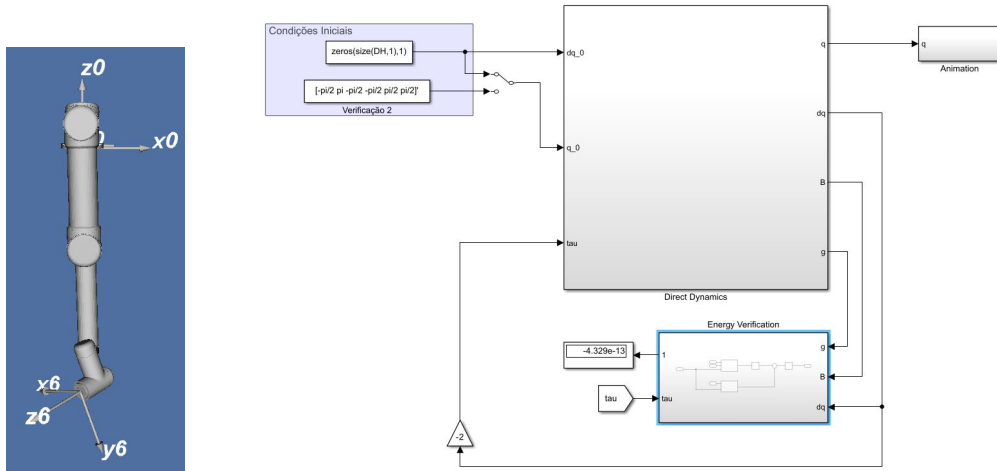 z0
x0
x6
z6
y6
Condições Iniciais
zeros(size(DH,1),1)
[-pi/2 pi -pi/2 -pi/2 pi/2 pi/2]'
Verificação 2
dq_0
q_0
tau
q
dq
B
g
Direct Dynamics
q
Animation
Energy Verification
-4.329e-13
1
tau
tau
g
B
dq
-2